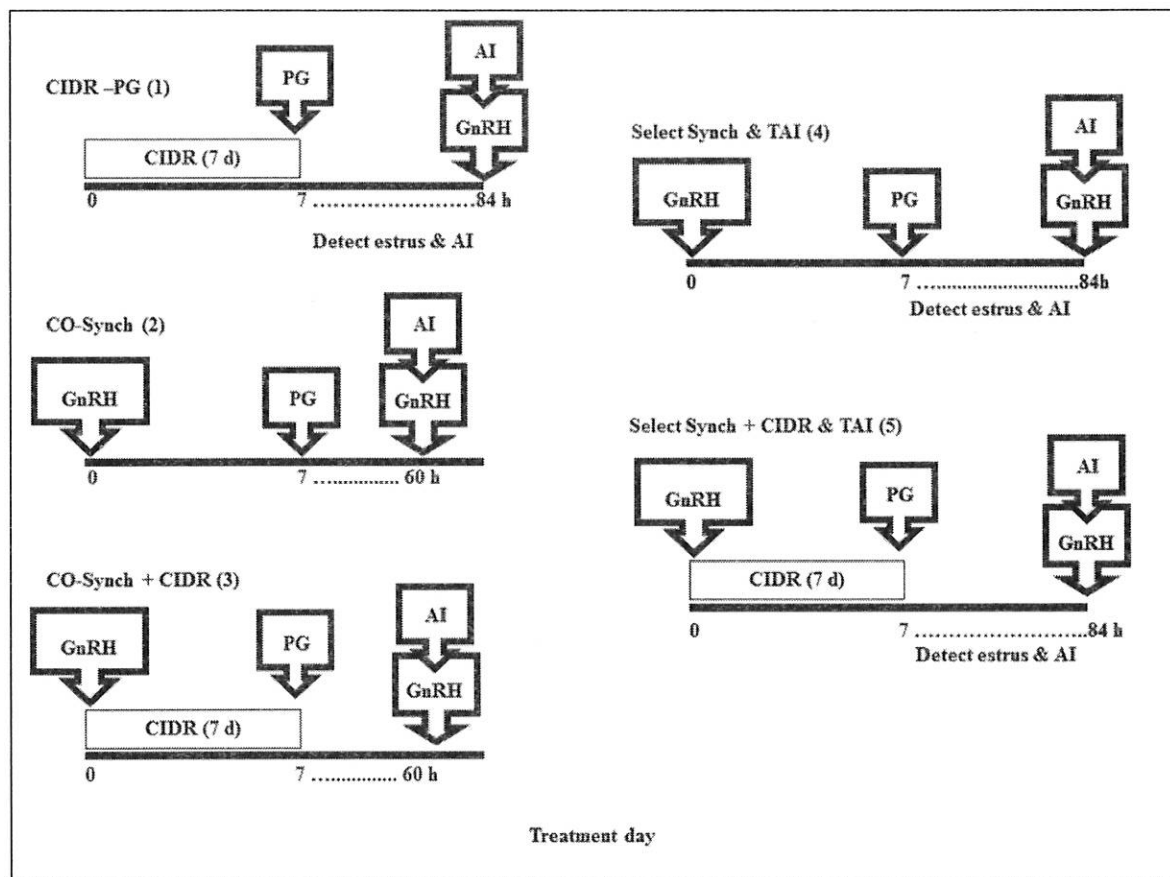 CIDR –PG (1)
PG
AI
GnRH
CIDR (7 d)
0 7 ...........................84 h
Detect estrus & AI
CO-Synch (2)
GnRH
PG
AI
GnRH
0 7 ................. 60 h
CO-Synch + CIDR (3)
GnRH
PG
AI
GnRH
CIDR (7 d)
0 7 ................. 60 h
Select Synch & TAI (4)
GnRH
PG
AI
GnRH
0 7 ...........................84h
Detect estrus & AI
Select Synch + CIDR & TAI (5)
GnRH
PG
AI
GnRH
CIDR (7 d)
0 7 ...........................84 h
Detect estrus & AI
Treatment day